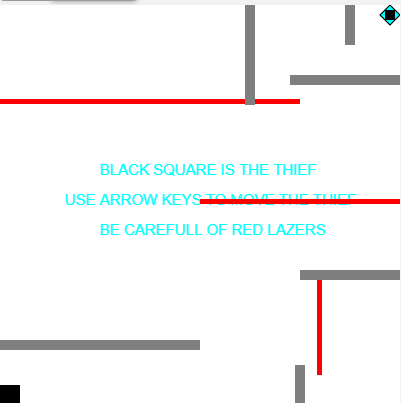 BLACK SQUARE IS THE THIEF
USE ARROW KEYS TO MOVE THE THIEF
BE CAREFULL OF RED LAZERS